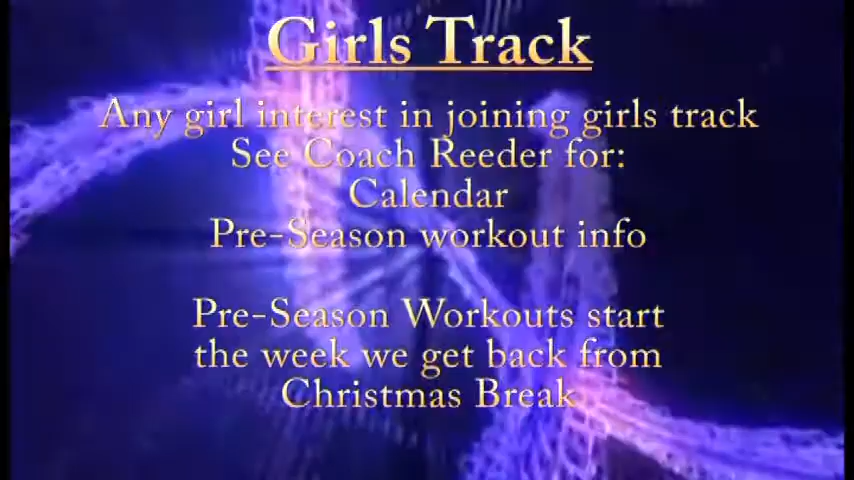 Girls Track
Any girl interest in joining girls track
See Coach Reeder for:
Calendar
Pre-Season workout info
Pre-Season Workouts start
the week we get back from
Christmas Break